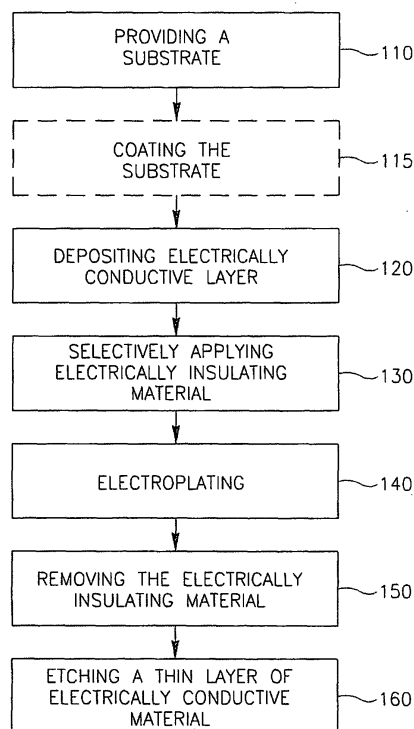 PROVIDING A
SUBSTRATE
110
COATING THE
SUBSTRATE
115
DEPOSITING ELECTRICALLY
CONDUCTIVE LAYER
120
SELECTIVELY APPLYING
ELECTRICALLY INSULATING
MATERIAL
130
ELECTROPLATING
140
REMOVING THE ELECTRICALLY
INSULATING MATERIAL
150
ETCHING A THIN LAYER OF
ELECTRICALLY CONDUCTIVE
MATERIAL
160